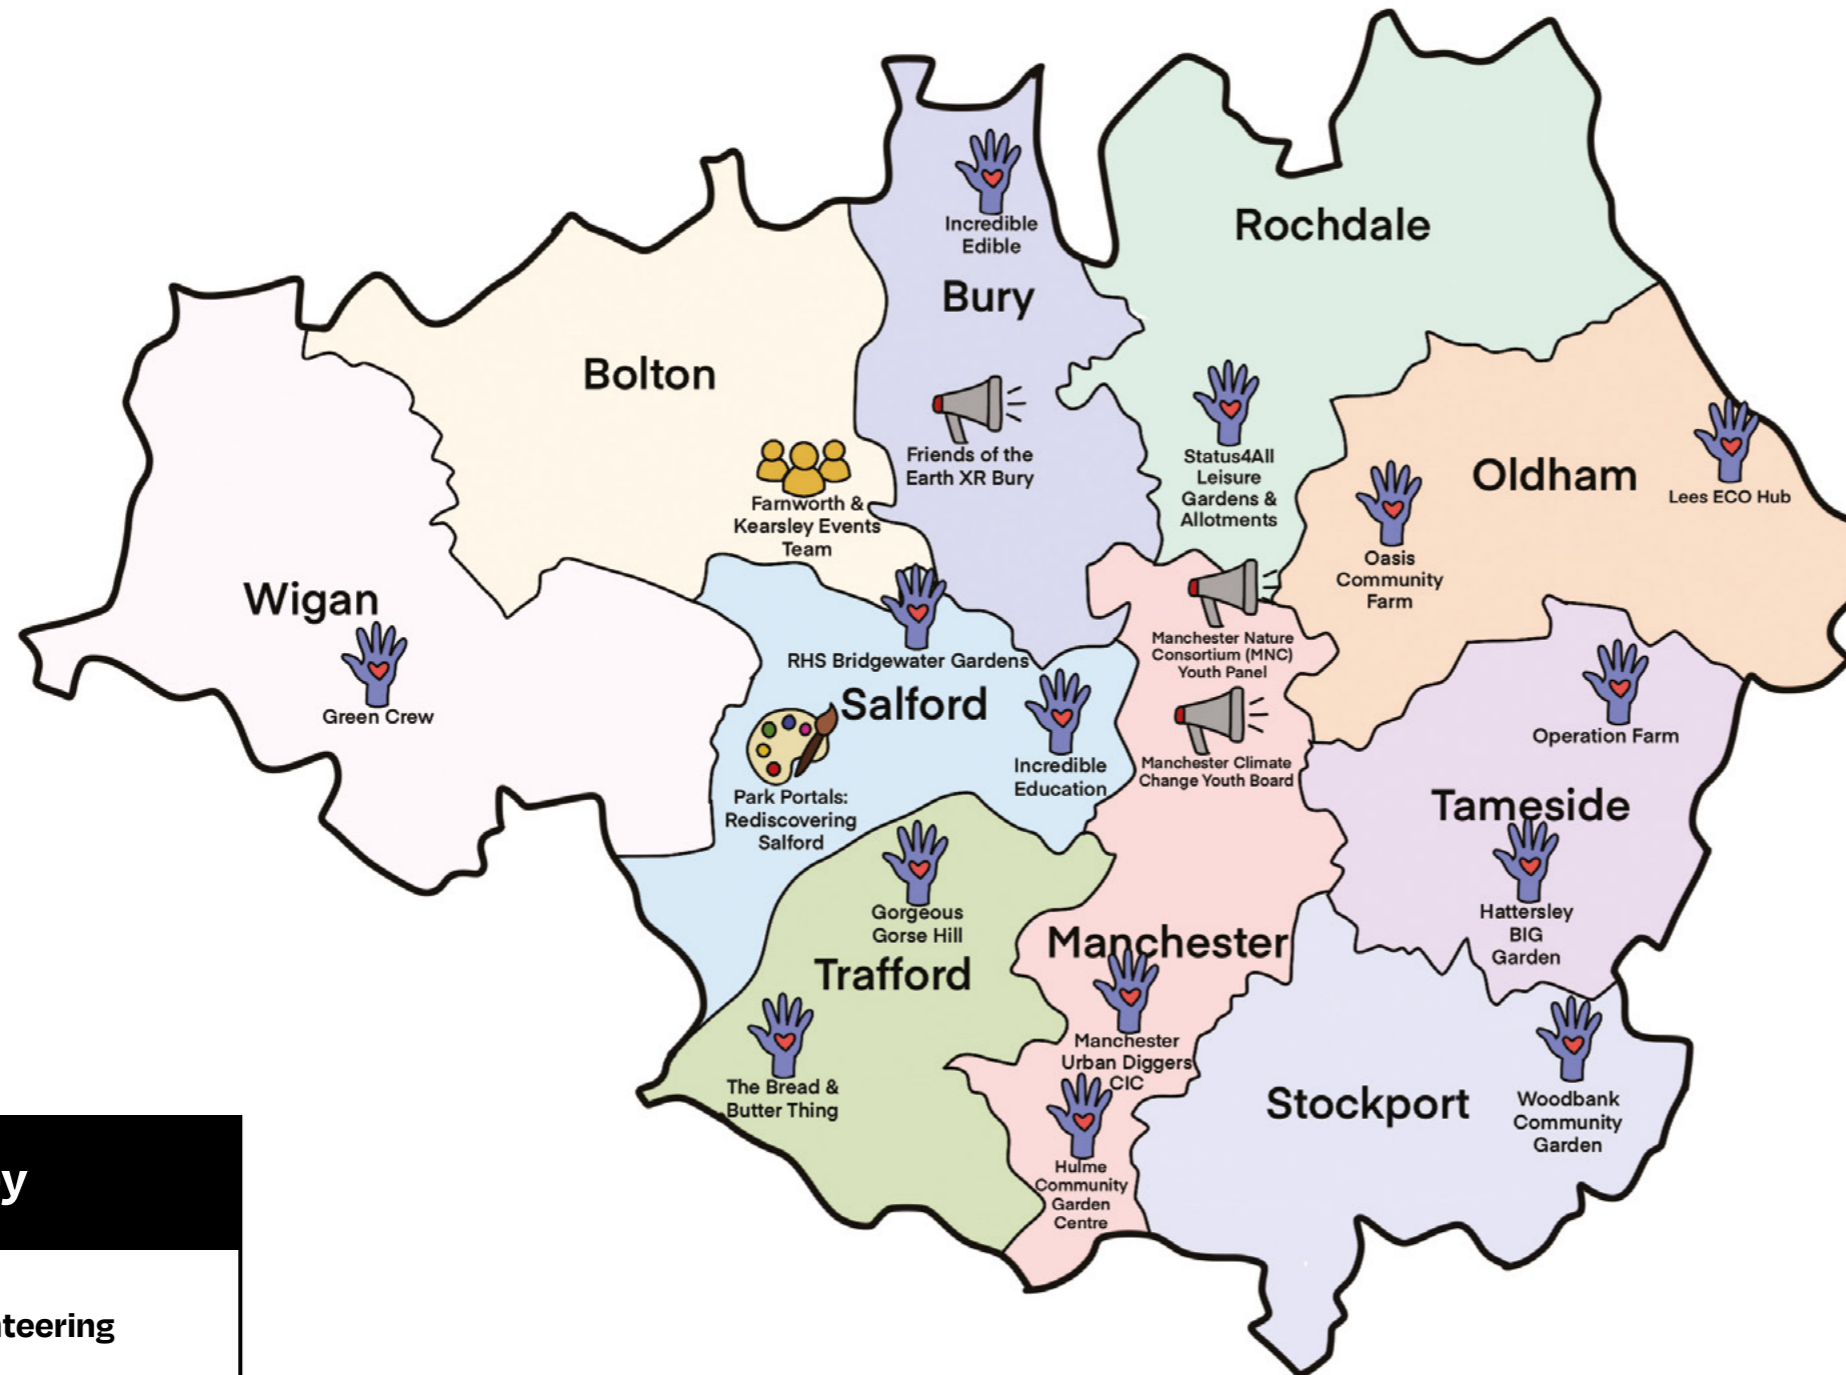 Incredible
Edible
Bury
Rochdale
Bolton
Friends of the
Earth XR Bury
Farnworth &
Kearsley Events
Team
Status4All
Leisure
Gardens &
Allotments
Oldham
Lees ECO Hub
Oasis
Community
Farm
Wigan
Green Crew
RHS Bridgewater Gardens
Salford
Park Portals:
Rediscovering
Salford
Incredible
Education
Manchester Nature
Consortium (MNC)
Youth Panel
Manchester Climate
Change Youth Board
Operation Farm
Tameside
Hattersley
BIG
Garden
Gorgeous
Gorse Hill
Trafford
The Bread &
Butter Thing
Manchester
Manchester
Urban Diggers
CIC
Hulme
Community
Garden
Centre
Stockport
Woodbank
Community
Garden
y
teering